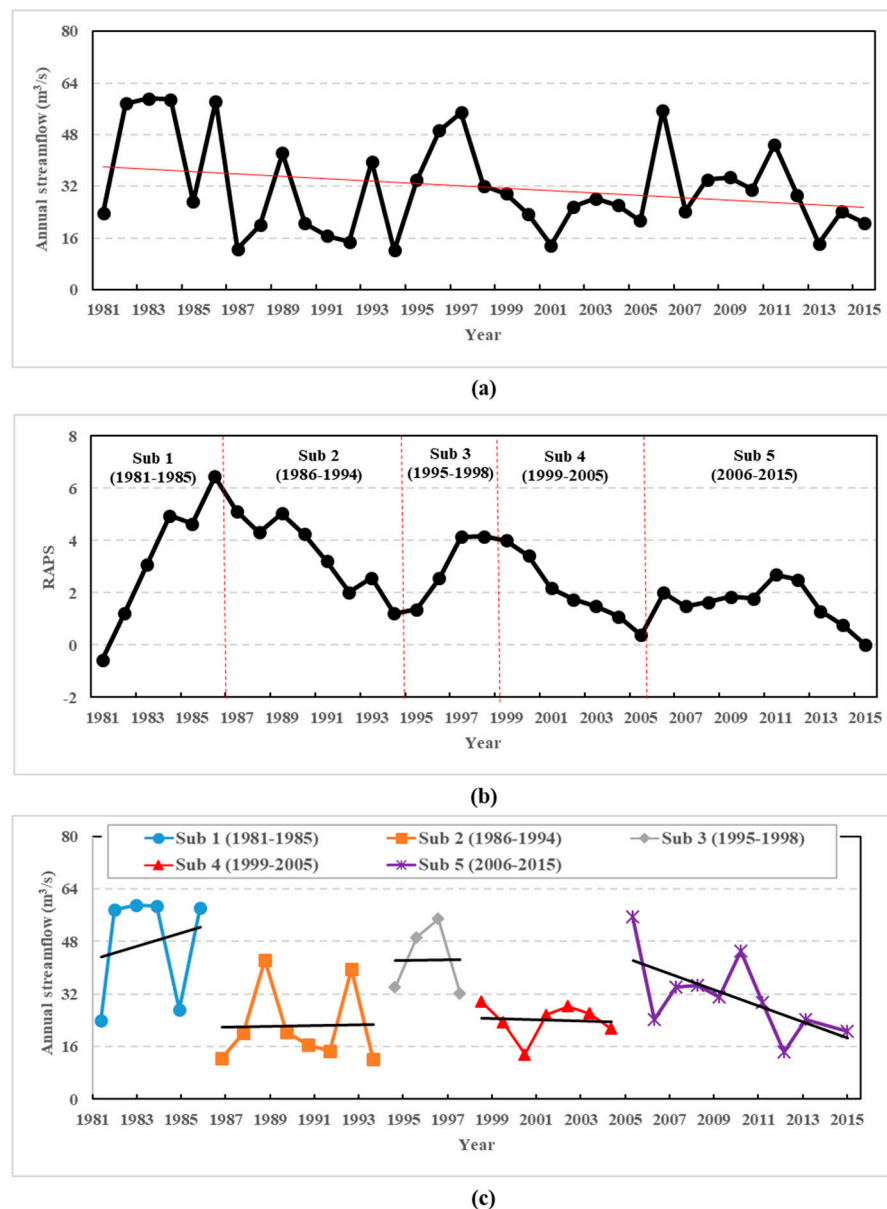 80
64
48
32
16
0
Annual streamflow (m³/s)
1981 1983 1985 1987 1989 1991 1993 1995 1997 1999 2001 2003 2005 2007 2009 2011 2013 2015
Year
(a)
8
6
4
2
0
-2
RAPS
Sub 1 Sub 2 Sub 3 Sub 4 Sub 5
(1981-1985) (1986-1994) (1995-1998) (1999-2005) (2006-2015)
1981 1983 1985 1987 1989 1991 1993 1995 1997 1999 2001 2003 2005 2007 2009 2011 2013 2015
Year
(b)
80
64
48
32
16
0
Annual streamflow (m³/s)
Sub 1 (1981-1985) Sub 2 (1986-1994) Sub 3 (1995-1998)
Sub 4 (1999-2005) Sub 5 (2006-2015)
1981 1983 1985 1987 1989 1991 1993 1995 1997 1999 2001 2003 2005 2007 2009 2011 2013 2015
Year
(c)